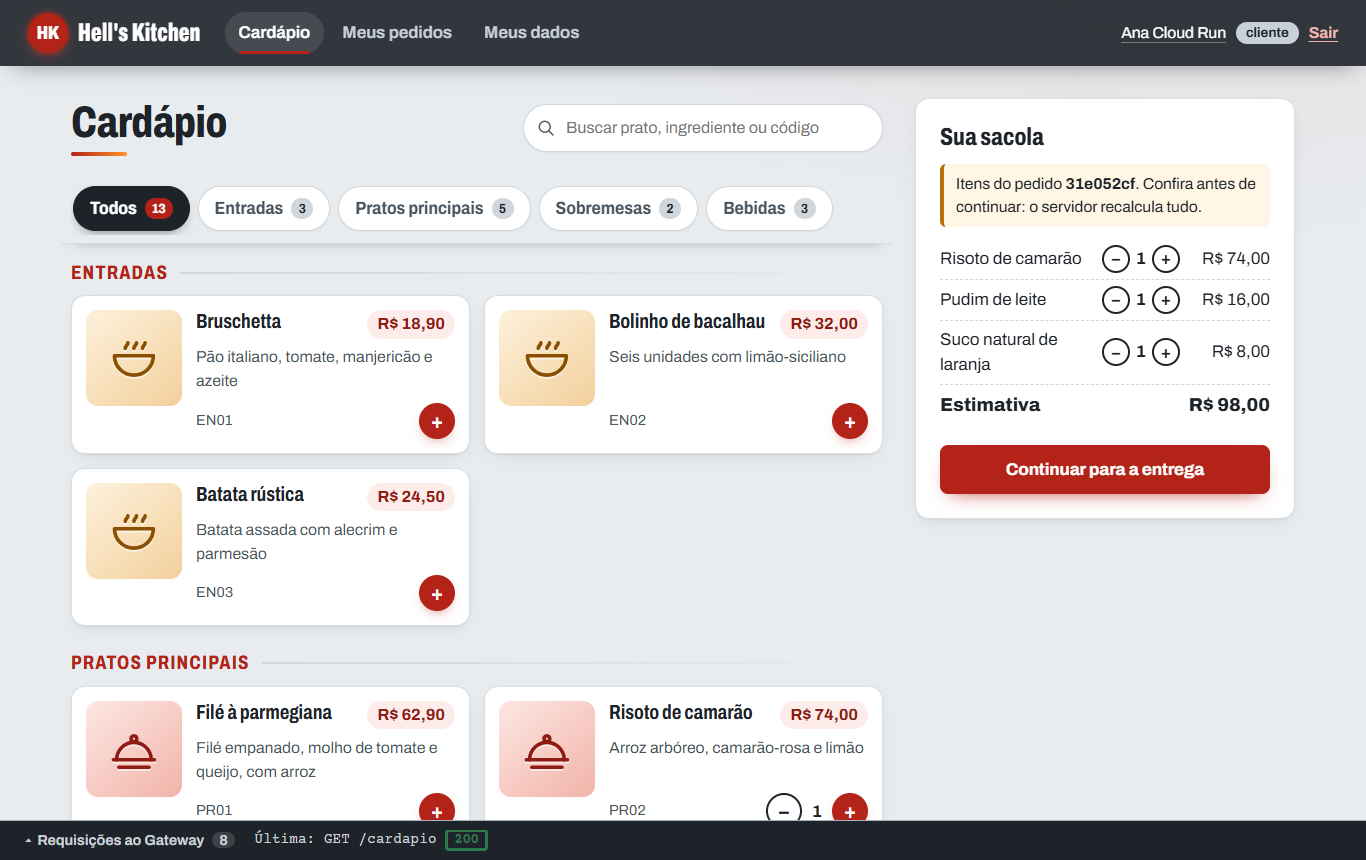 HK Hell's Kitchen Cardápio Meus pedidos Meus dados Ana Cloud Run cliente Sair
Cardápio
Buscar prato, ingrediente ou código
Todos 13 Entradas 3 Pratos principais 5 Sobremesas 2 Bebidas 3
ENTRADAS
Bruschetta R$ 18,90
Pão italiano, tomate, manjericão e
azeite
EN01 +
Bolinho de bacalhau R$ 32,00
Seis unidades com limão-siciliano
EN02 +
Batata rústica R$ 24,50
Batata assada com alecrim e
parmesão
EN03 +
PRATOS PRINCIPAIS
Filé à parmegiana R$ 62,90
Filé empanado, molho de tomate e
queijo, com arroz
PR01 +
Risoto de camarão R$ 74,00
Arroz arbóreo, camarão-rosa e limão
PR02 − 1 +
Sua sacola
Itens do pedido 31e052cf. Confira antes de
continuar: o servidor recalcula tudo.
Risoto de camarão − 1 + R$ 74,00
Pudim de leite − 1 + R$ 16,00
Suco natural de
laranja − 1 + R$ 8,00
Estimativa R$ 98,00
Continuar para a entrega
Requisições ao Gateway 8 Última: GET /cardapio 200